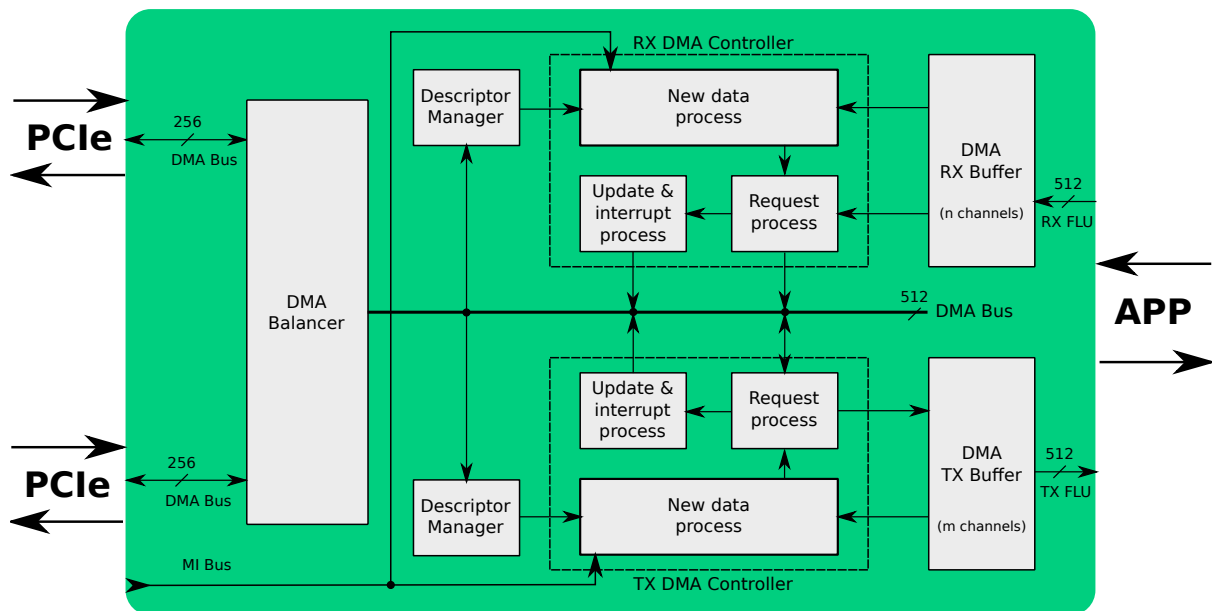 RX DMA Controller
Descriptor
Manager
New data
process
DMA
RX Buffer
(n channels)
PCIe
256
DMA Bus
Update &
interrupt
process
Request
process
512
RX FLU
DMA
Balancer
512
DMA Bus
APP
Update &
interrupt
process
Request
process
DMA
TX Buffer
(m channels)
512
TX FLU
PCIe
256
DMA Bus
Descriptor
Manager
New data
process
MI Bus
TX DMA Controller